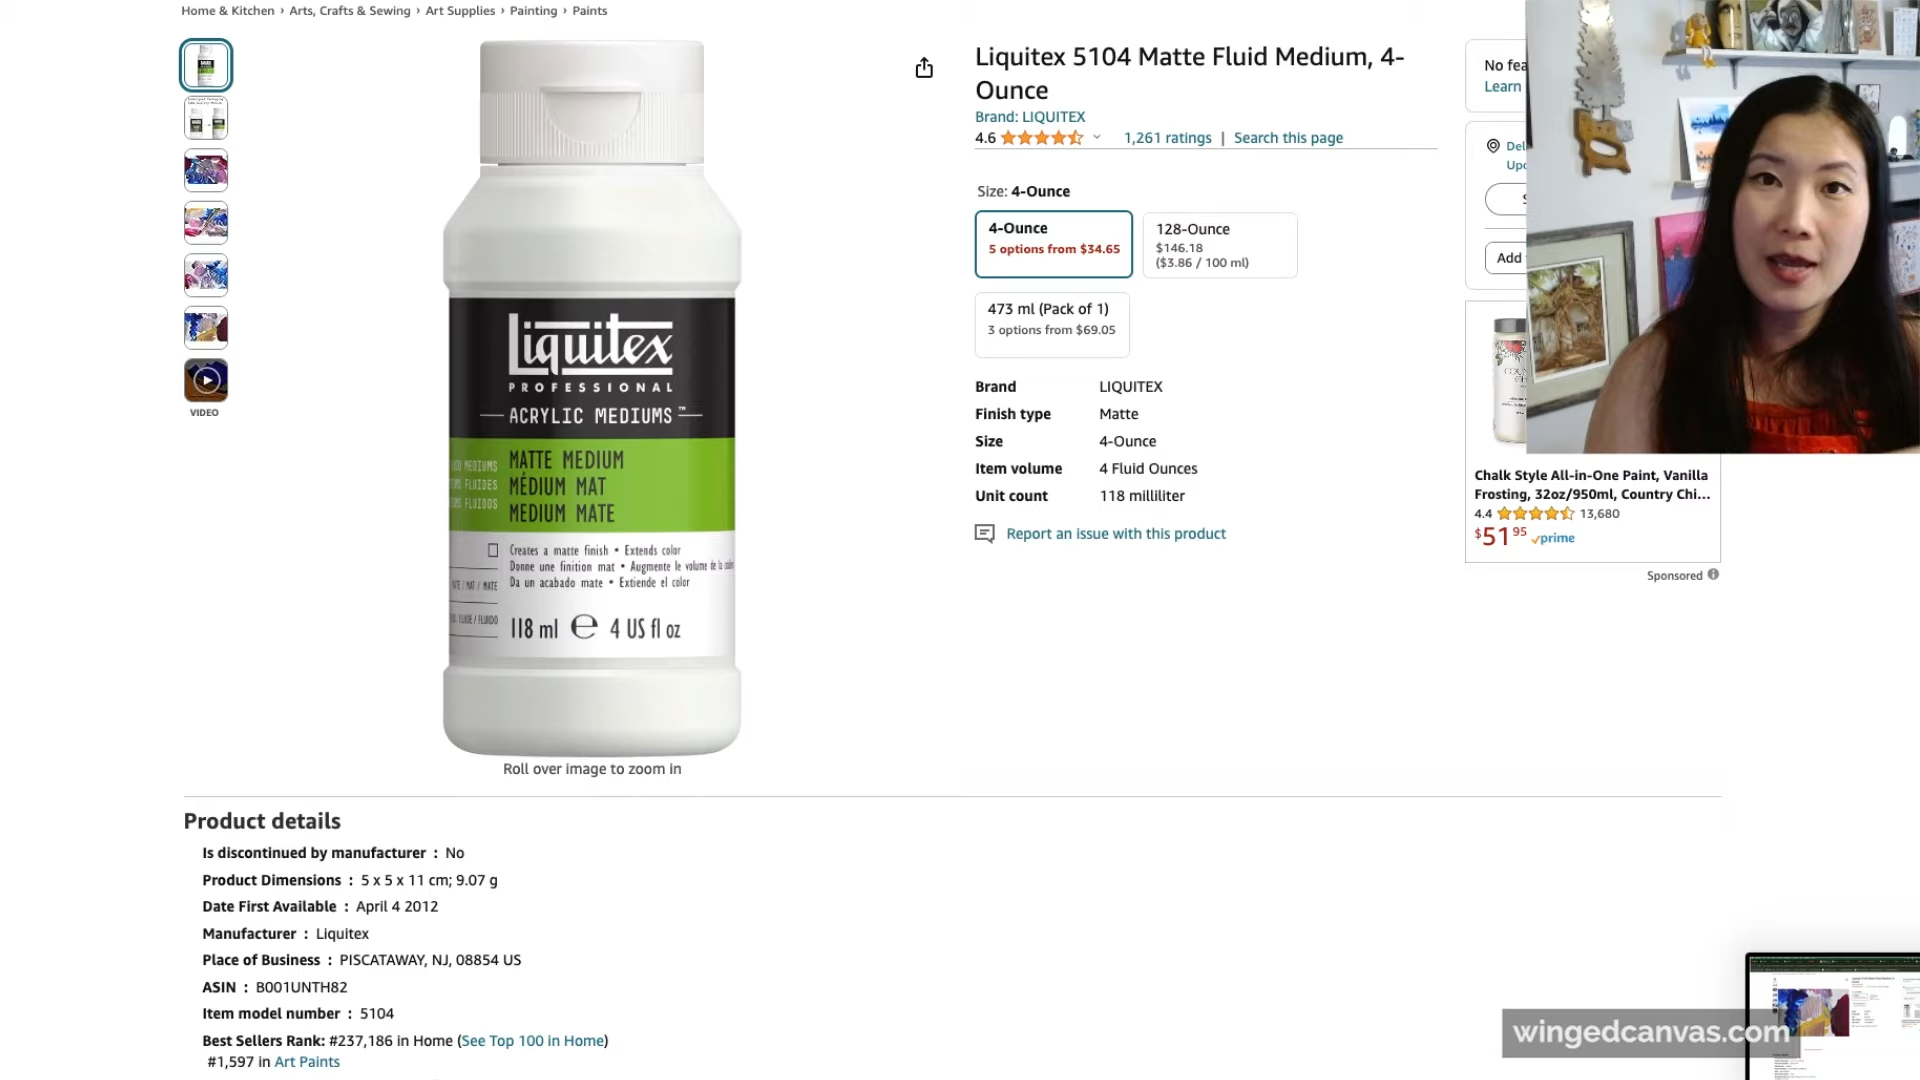 Home & Kitchen › Arts, Crafts & Sewing › Art Supplies › Painting › Paints
VIDEO
Liquitex
PROFESSIONAL
ACRYLIC MEDIUMS™
MATTE MEDIUM
MÉDIUM MAT
MEDIUM MATE
Creates a matte finish • Extends color
Donne une finition mat • Augmente le volume de la
Da un acabado mate • Extiende el color
118 ml e 4 US fl oz
Roll over image to zoom in
Liquitex 5104 Matte Fluid Medium, 4-
Ounce
Brand: LIQUITEX
4.6 1,261 ratings | Search this page
Size: 4-Ounce
4-Ounce
5 options from $34.65
128-Ounce
$146.18
($3.86 / 100 ml)
473 ml (Pack of 1)
3 options from $69.05
Brand LIQUITEX
Finish type Matte
Size 4-Ounce
Item volume 4 Fluid Ounces
Unit count 118 milliliter
Report an issue with this product
No fea
Learn
Del
Upd
Add
Chalk Style All-in-One Paint, Vanilla
Frosting, 32oz/950ml, Country Chi...
4.4 13,680
$51 95 prime
Sponsored
Product details
Is discontinued by manufacturer : No
Product Dimensions : 5 x 5 x 11 cm; 9.07 g
Date First Available : April 4 2012
Manufacturer : Liquitex
Place of Business : PISCATAWAY, NJ, 08854 US
ASIN : B001UNTH82
Item model number : 5104
Best Sellers Rank: #237,186 in Home (See Top 100 in Home)
#1,597 in Art Paints
wingedcanvas.com